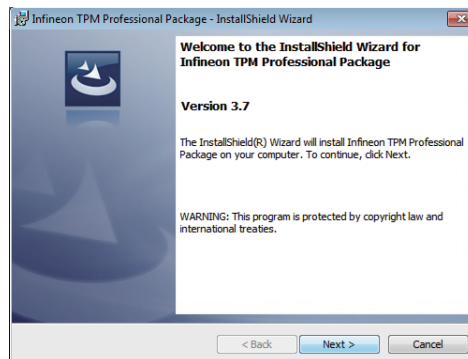 Infineon TPM Professional Package - InstallShield Wizard
Welcome to the InstallShield Wizard for
Infineon TPM Professional Package
Version 3.7
The InstallShield(R) Wizard will install Infineon TPM Professional
Package on your computer. To continue, click Next.
WARNING: This program is protected by copyright law and
international treaties.
< Back Next > Cancel